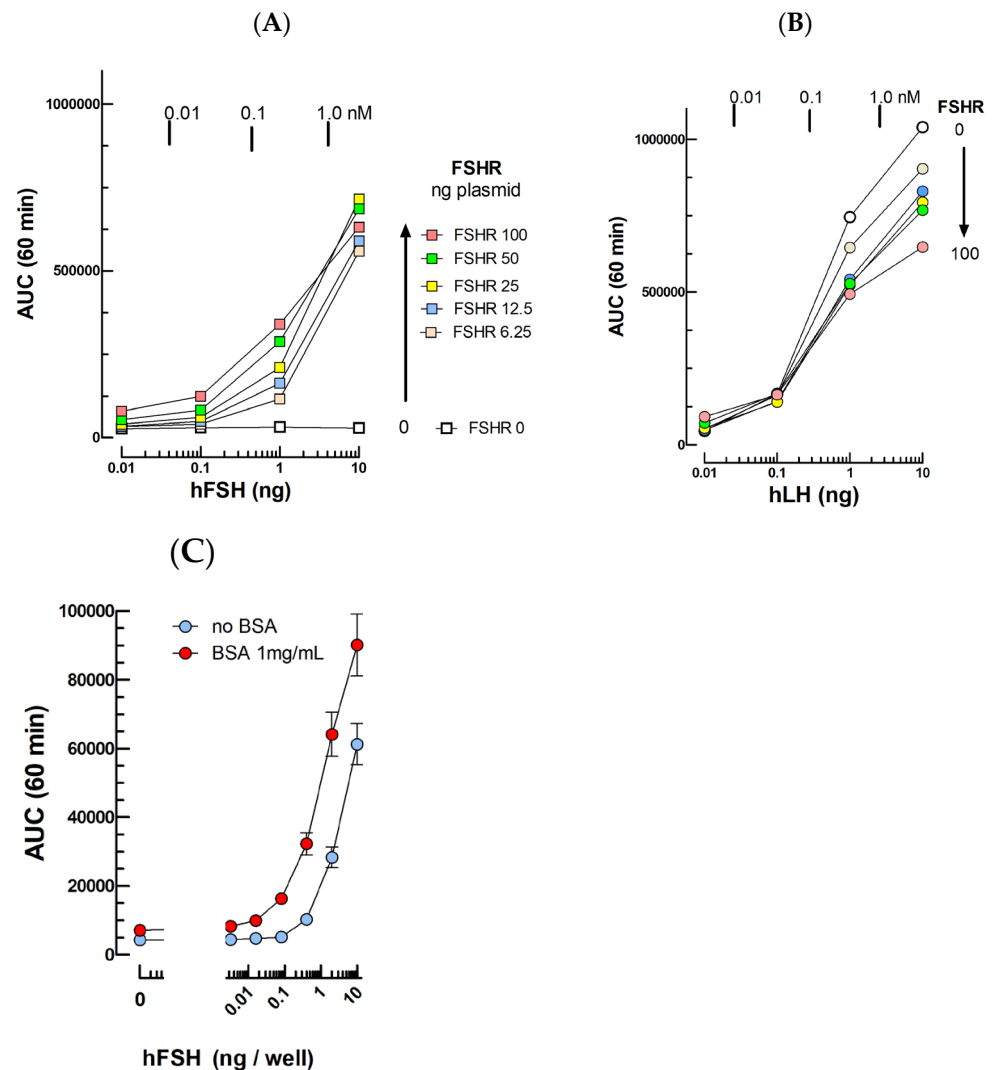 (A)
1000000
500000
0
AUC (60 min)
0.01 0.1 1.0 nM
FSHR
ng plasmid
FSHR 100
FSHR 50
FSHR 25
FSHR 12.5
FSHR 6.25
0
FSHR 0
0.01 0.1 1 10
hFSH (ng)
(B)
1000000
500000
0
AUC (60 min)
0.01 0.1 1.0 nM
FSHR
0
100
0.01 0.1 1 10
hLH (ng)
(C)
100000
80000
60000
40000
20000
0
AUC (60 min)
no BSA
BSA 1mg/mL
0 0.01 0.1 1 10
hFSH (ng / well)